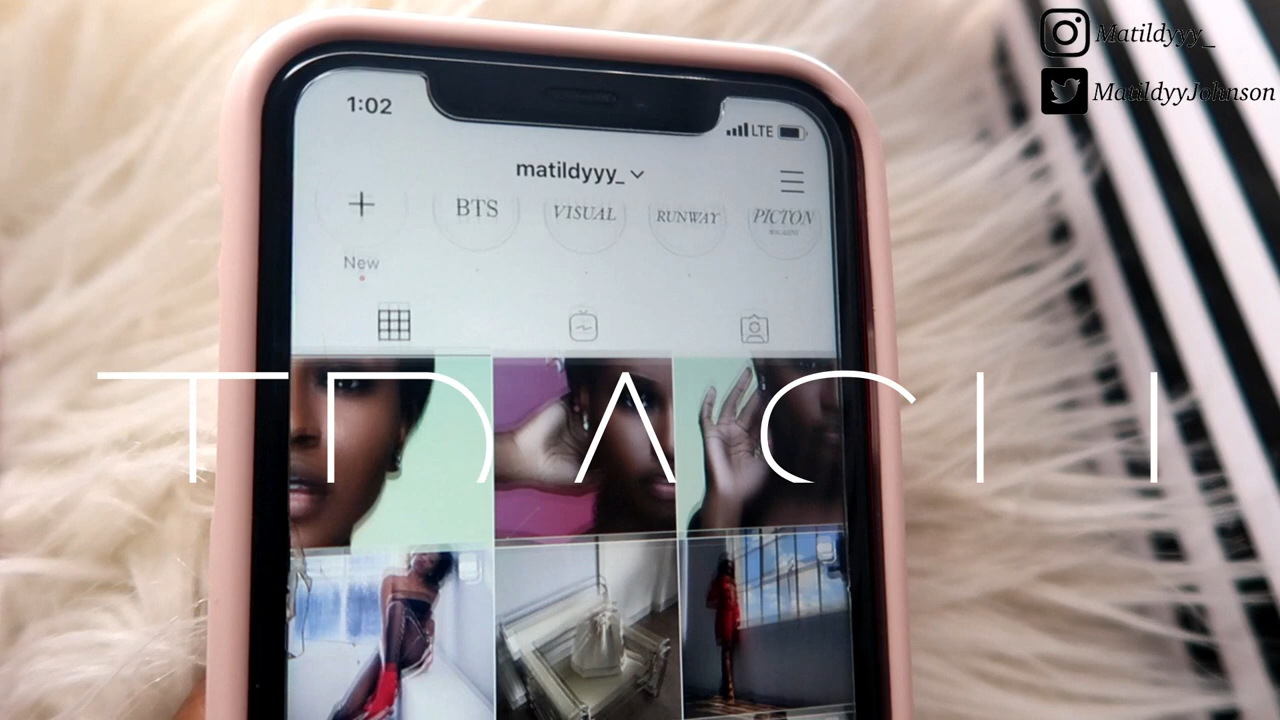 Matildyyy_
MatildyyJohnson
1:02
LTE
matildyyy_
BTS
VISUAL
RUNWAY
PICTON
New